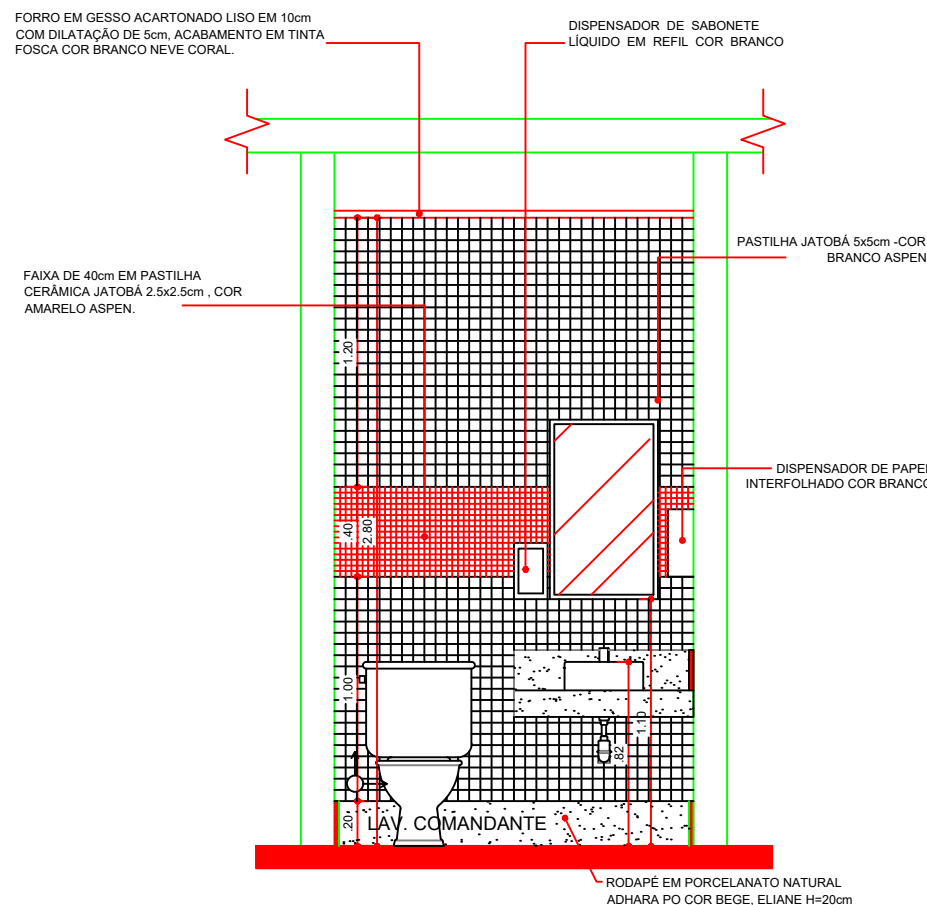 FORRO EM GESSO ACARTONADO LISO EM 10cm
COM DILATAÇÃO DE 5cm, ACABAMENTO EM TINTA
FOSCA COR BRANCO NEVE CORAL.
DISPENSADOR DE SABONETE
LÍQUIDO EM REFIL COR BRANCO
PASTILHA JATOBÁ 5x5cm -COR
BRANCO ASPEN
FAIXA DE 40cm EM PASTILHA
CERÂMICA JATOBÁ 2.5x2.5cm , COR
AMARELO ASPEN.
1.20
DISPENSADOR DE PAPEL
INTERFOLHADO COR BRANCO
.40
2.80
1.00
1.10
.82
.20
LAV. COMANDANTE
RODAPÉ EM PORCELANATO NATURAL
ADHARA PO COR BEGE, ELIANE H=20cm